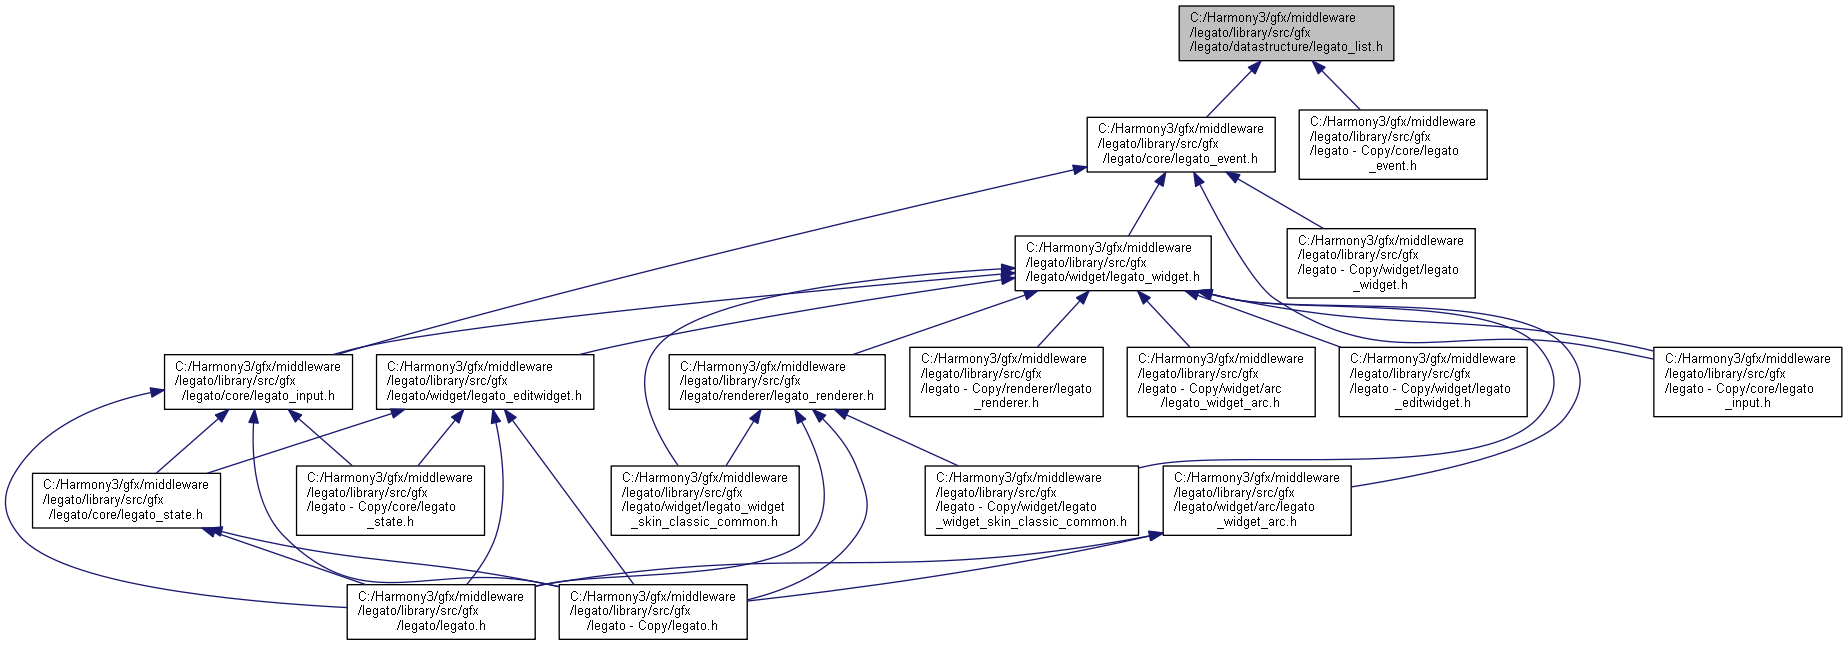 C:/Harmony3/gfx/middleware
/legato/library/src/gfx
/legato/datastructure/legato_list.h
C:/Harmony3/gfx/middleware
/legato/library/src/gfx
/legato/core/legato_event.h
C:/Harmony3/gfx/middleware
/legato/library/src/gfx
/legato - Copy/core/legato
_event.h
C:/Harmony3/gfx/middleware
/legato/library/src/gfx
/legato/widget/legato_widget.h
C:/Harmony3/gfx/middleware
/legato/library/src/gfx
/legato - Copy/widget/legato
_widget.h
C:/Harmony3/gfx/middleware
/legato/library/src/gfx
/legato/core/legato_input.h
C:/Harmony3/gfx/middleware
/legato/library/src/gfx
/legato/widget/legato_editwidget.h
C:/Harmony3/gfx/middleware
/legato/library/src/gfx
/legato/renderer/legato_renderer.h
C:/Harmony3/gfx/middleware
/legato/library/src/gfx
/legato - Copy/renderer/legato
_renderer.h
C:/Harmony3/gfx/middleware
/legato/library/src/gfx
/legato - Copy/widget/arc
/legato_widget_arc.h
C:/Harmony3/gfx/middleware
/legato/library/src/gfx
/legato - Copy/widget/legato
_editwidget.h
C:/Harmony3/gfx/middleware
/legato/library/src/gfx
/legato - Copy/core/legato
_input.h
C:/Harmony3/gfx/middleware
/legato/library/src/gfx
/legato/core/legato_state.h
C:/Harmony3/gfx/middleware
/legato/library/src/gfx
/legato - Copy/core/legato
_state.h
C:/Harmony3/gfx/middleware
/legato/library/src/gfx
/legato/widget/legato_widget
_skin_classic_common.h
C:/Harmony3/gfx/middleware
/legato/library/src/gfx
/legato - Copy/widget/legato
_widget_skin_classic_common.h
C:/Harmony3/gfx/middleware
/legato/library/src/gfx
/legato/widget/arc/legato
_widget_arc.h
C:/Harmony3/gfx/middleware
/legato/library/src/gfx
/legato/legato.h
C:/Harmony3/gfx/middleware
/legato/library/src/gfx
/legato - Copy/legato.h